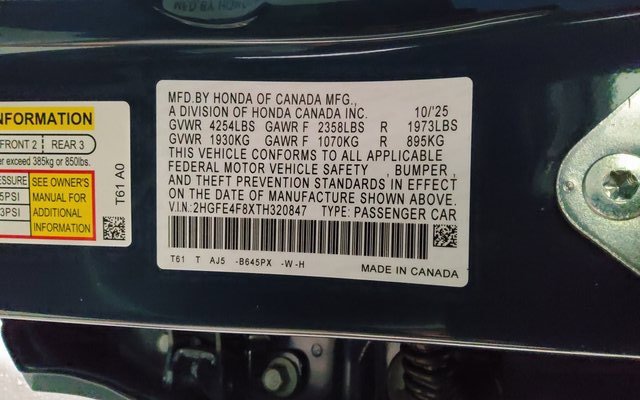 MFD.BY HONDA OF CANADA MFG.,
A DIVISION OF HONDA CANADA INC. 10/'25
GVWR 4254LBS GAWR F 2358LBS R 1973LBS
GVWR 1930KG GAWR F 1070KG R 895KG
THIS VEHICLE CONFORMS TO ALL APPLICABLE
FEDERAL MOTOR VEHICLE SAFETY , BUMPER ,
AND THEFT PREVENTION STANDARDS IN EFFECT
ON THE DATE OF MANUFACTURE SHOWN ABOVE.
V.I.N.:2HGFE4F8XTH320847 TYPE: PASSENGER CAR
T61 T AJ5 -B645PX -W-H
MADE IN CANADA
INFORMATION
FRONT 2 REAR 3
exceed 385kg or 850lbs.
SEE OWNER'S
MANUAL FOR
ADDITIONAL
INFORMATION
T61 A0